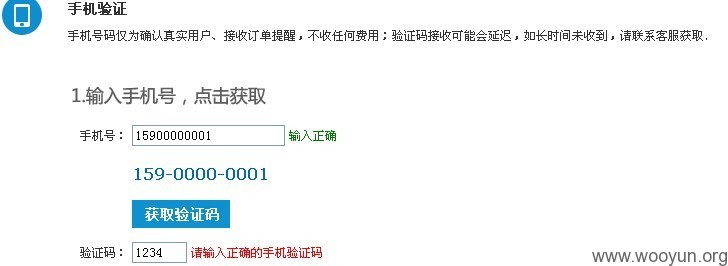 手机验证
手机号码仅为确认真实用户、接收订单提醒，不收任何费用；验证码接收可能会延迟，如长时间未收到，请联系客服获取.
1.输入手机号，点击获取
手机号： 15900000001 输入正确
159-0000-0001
获取验证码
验证码： 1234 请输入正确的手机验证码
www.wooyun.org